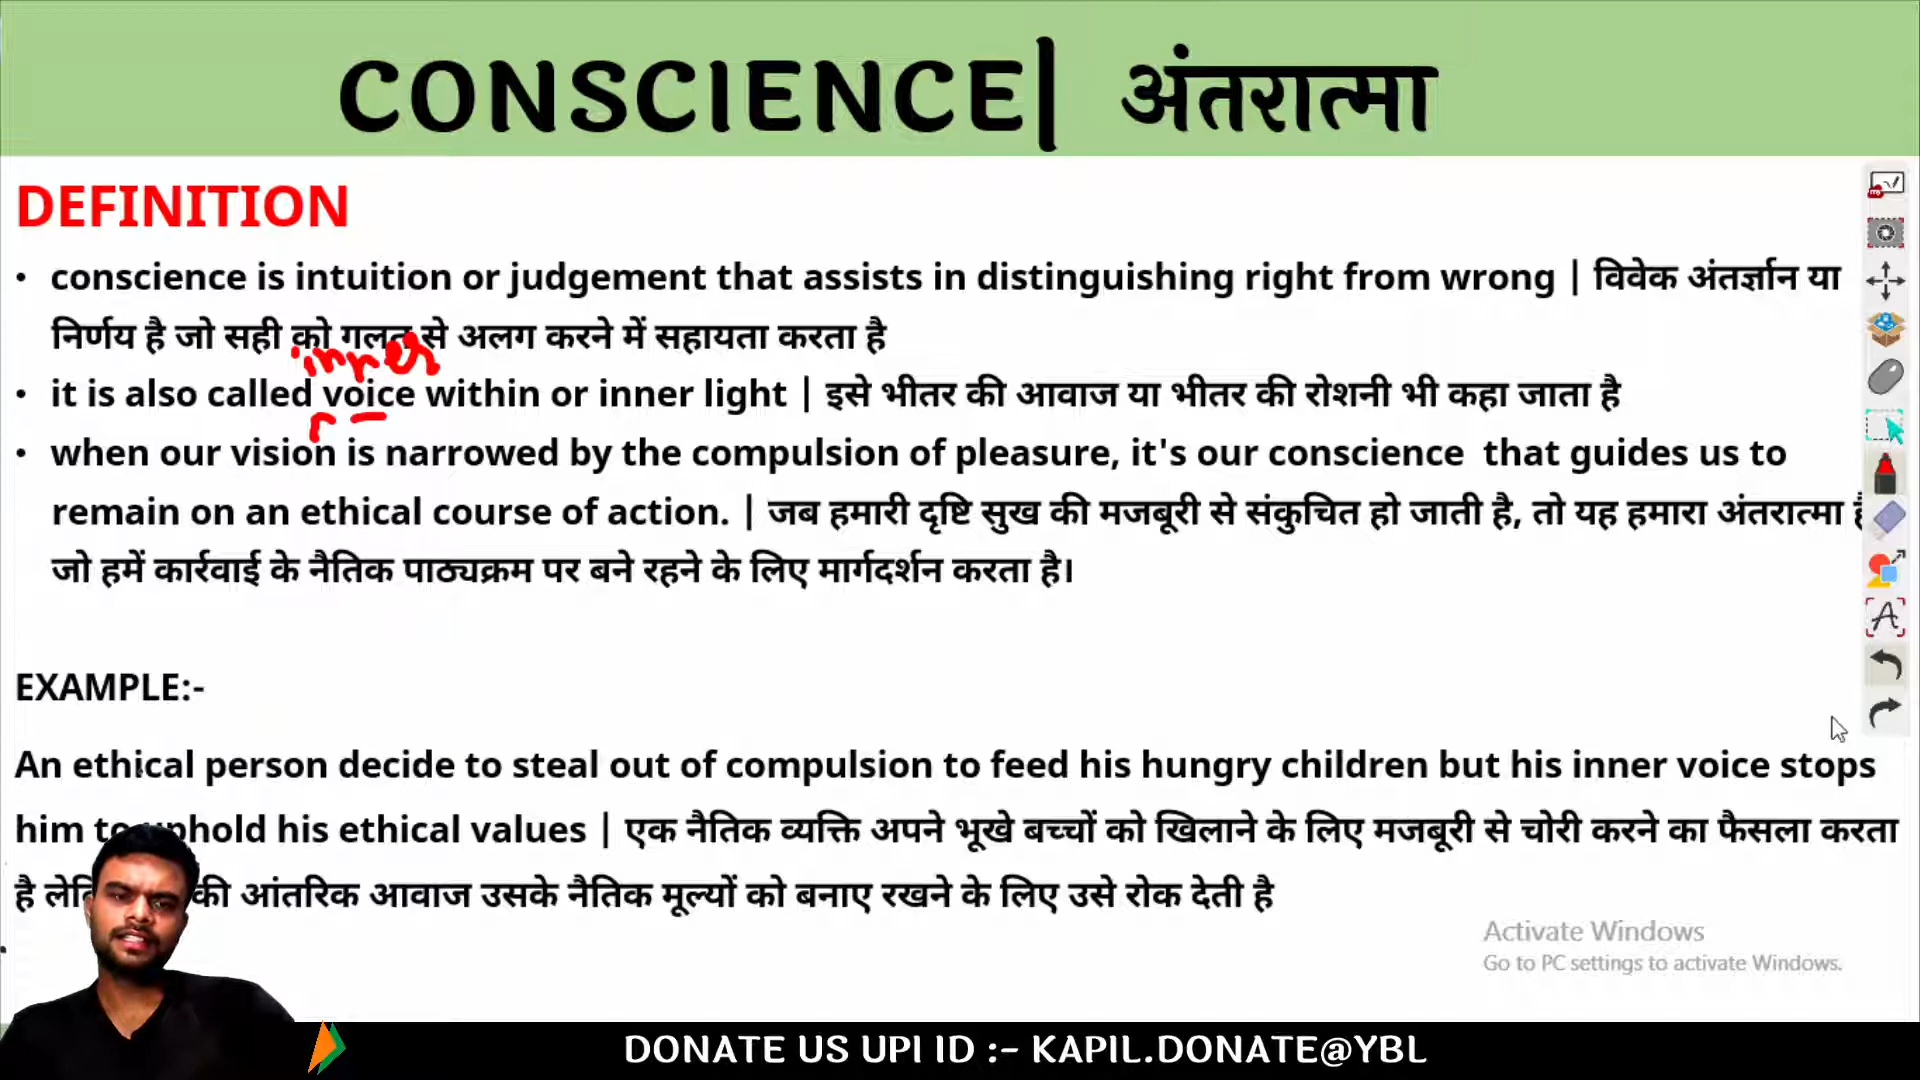 CONSCIENCE| अंतरात्मा
DEFINITION
• conscience is intuition or judgement that assists in distinguishing right from wrong | विवेक अंतर्ज्ञान या
निर्णय है जो सही को गलत से अलग करने में सहायता करता है
inner
• it is also called voice within or inner light | इसे भीतर की आवाज या भीतर की रोशनी भी कहा जाता है
• when our vision is narrowed by the compulsion of pleasure, it's our conscience that guides us to
remain on an ethical course of action. | जब हमारी दृष्टि सुख की मजबूरी से संकुचित हो जाती है, तो यह हमारा अंतरात्मा है
जो हमें कार्रवाई के नैतिक पाठ्यक्रम पर बने रहने के लिए मार्गदर्शन करता है।
EXAMPLE:-
An ethical person decide to steal out of compulsion to feed his hungry children but his inner voice stops
him to uphold his ethical values | एक नैतिक व्यक्ति अपने भूखे बच्चों को खिलाने के लिए मजबूरी से चोरी करने का फैसला करता
है की आंतरिक आवाज उसके नैतिक मूल्यों को बनाए रखने के लिए उसे रोक देती है
Activate Windows
Go to PC settings to activate Windows.
DONATE US UPI ID :- KAPIL.DONATE@YBL